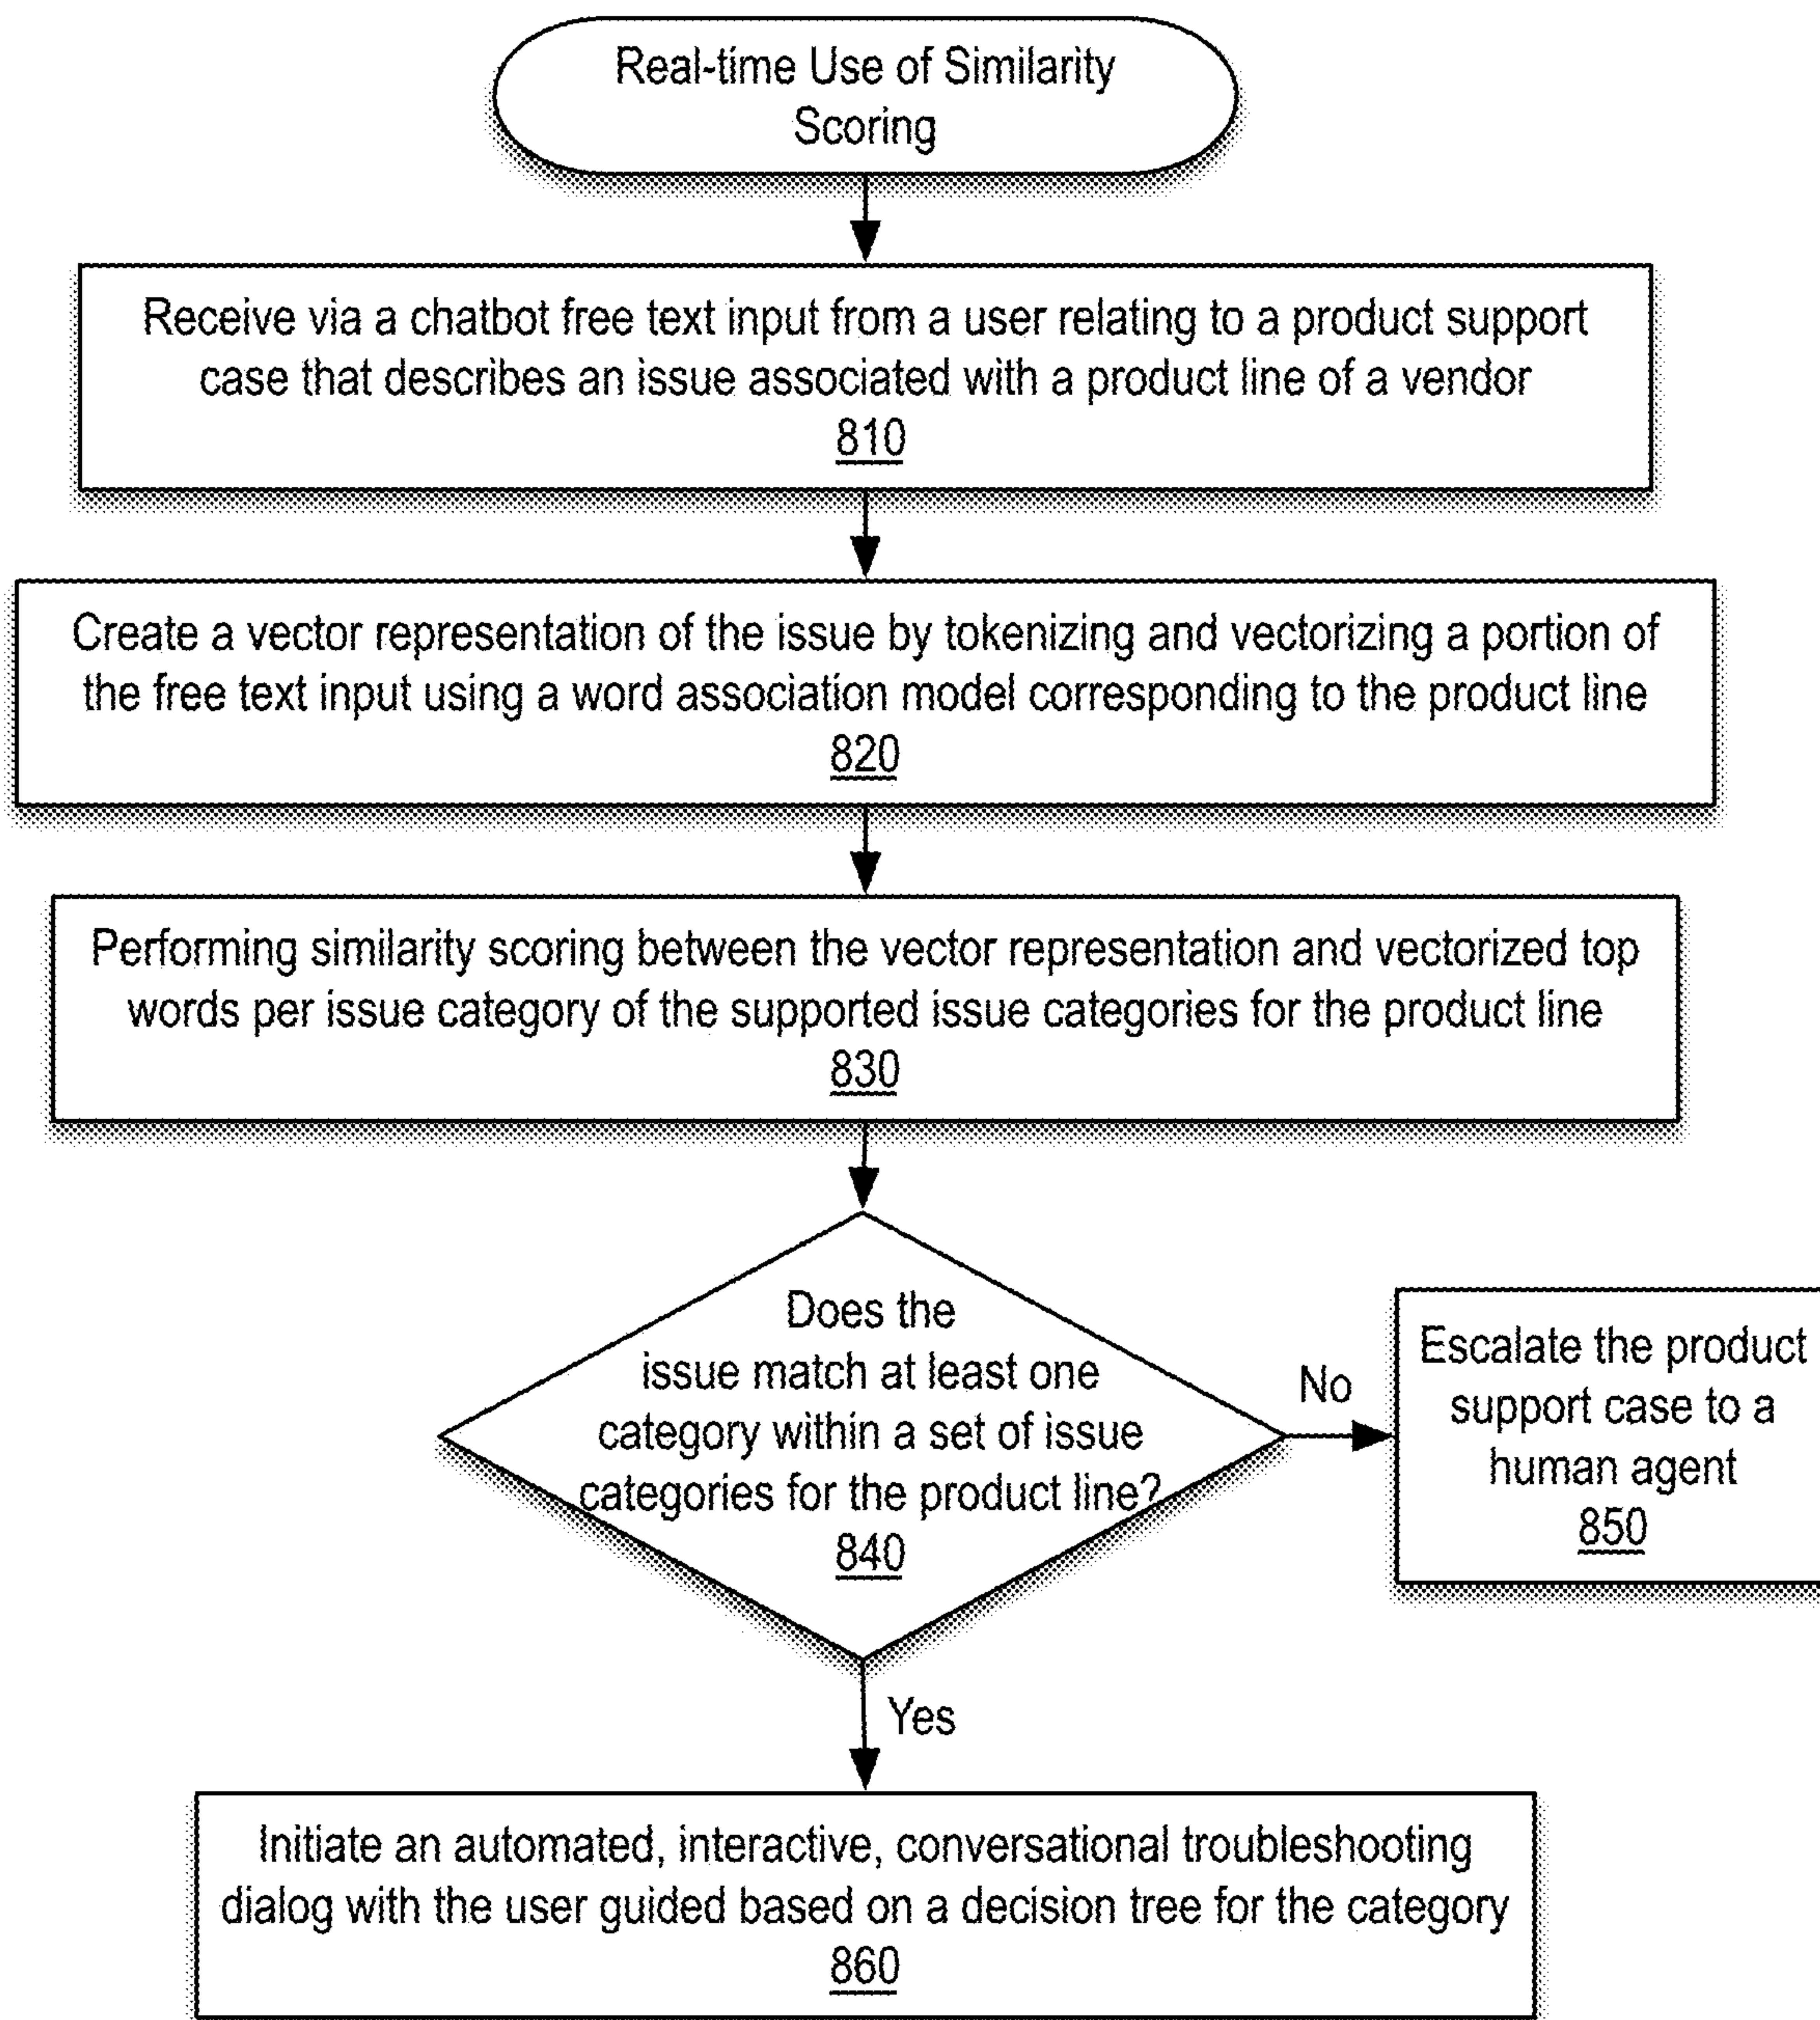 Real-time Use of Similarity
Scoring
Receive via a chatbot free text input from a user relating to a product support
case that describes an issue associated with a product line of a vendor
810
Create a vector representation of the issue by tokenizing and vectorizing a portion of
the free text input using a word association model corresponding to the product line
820
Performing similarity scoring between the vector representation and vectorized top
words per issue category of the supported issue categories for the product line
830
Does the
issue match at least one
category within a set of issue
categories for the product line?
840
No
Escalate the product
support case to a
human agent
850
Yes
Initiate an automated, interactive, conversational troubleshooting
dialog with the user guided based on a decision tree for the category
860